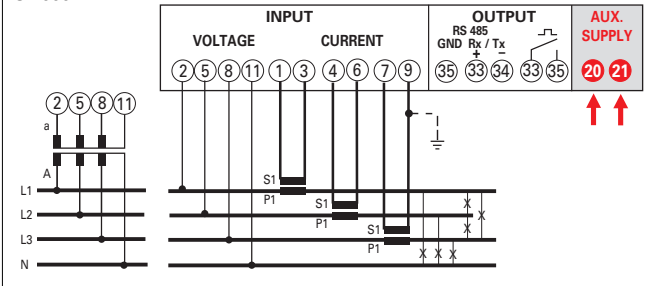 INPUT
OUTPUT
AUX.
SUPPLY
VOLTAGE
CURRENT
RS 485
GND Rx / Tx
+ −
2 5 8 11 1 3 4 6 7 9
35 33 34 33 35
20 21
2 5 8 11
a
A
S1
P1
S1
P1
S1
P1
L1
L2
L3
N
X
X
X
X X X